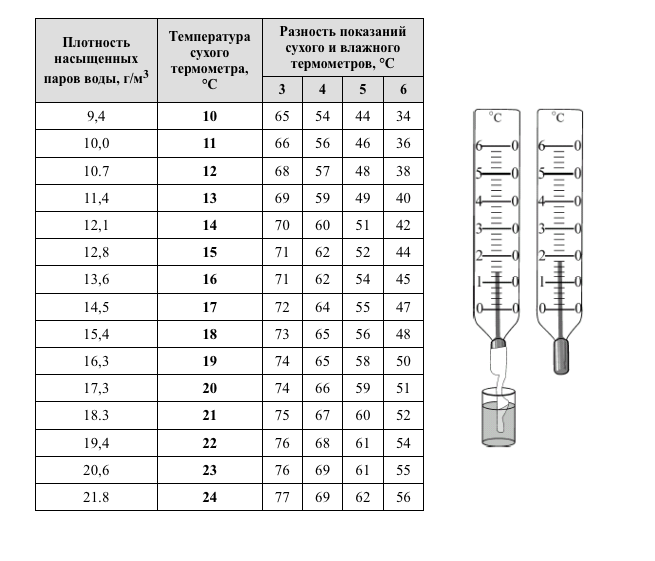 Плотность
насыщенных
паров воды, г/м3
Температура
сухого
термометра,
°С
Разность показаний
сухого и влажного
термометров, °С
3 4 5 6
9,4 10 65 54 44 34
10,0 11 66 56 46 36
10.7 12 68 57 48 38
11,4 13 69 59 49 40
12,1 14 70 60 51 42
12,8 15 71 62 52 44
13,6 16 71 62 54 45
14,5 17 72 64 55 47
15,4 18 73 65 56 48
16,3 19 74 65 58 50
17,3 20 74 66 59 51
18.3 21 75 67 60 52
19,4 22 76 68 61 54
20,6 23 76 69 61 55
21.8 24 77 69 62 56
°С
6 0
5 0
4 0
3 0
2 0
1 0
0 0
°С
6 0
5 0
4 0
3 0
2 0
1 0
0 0